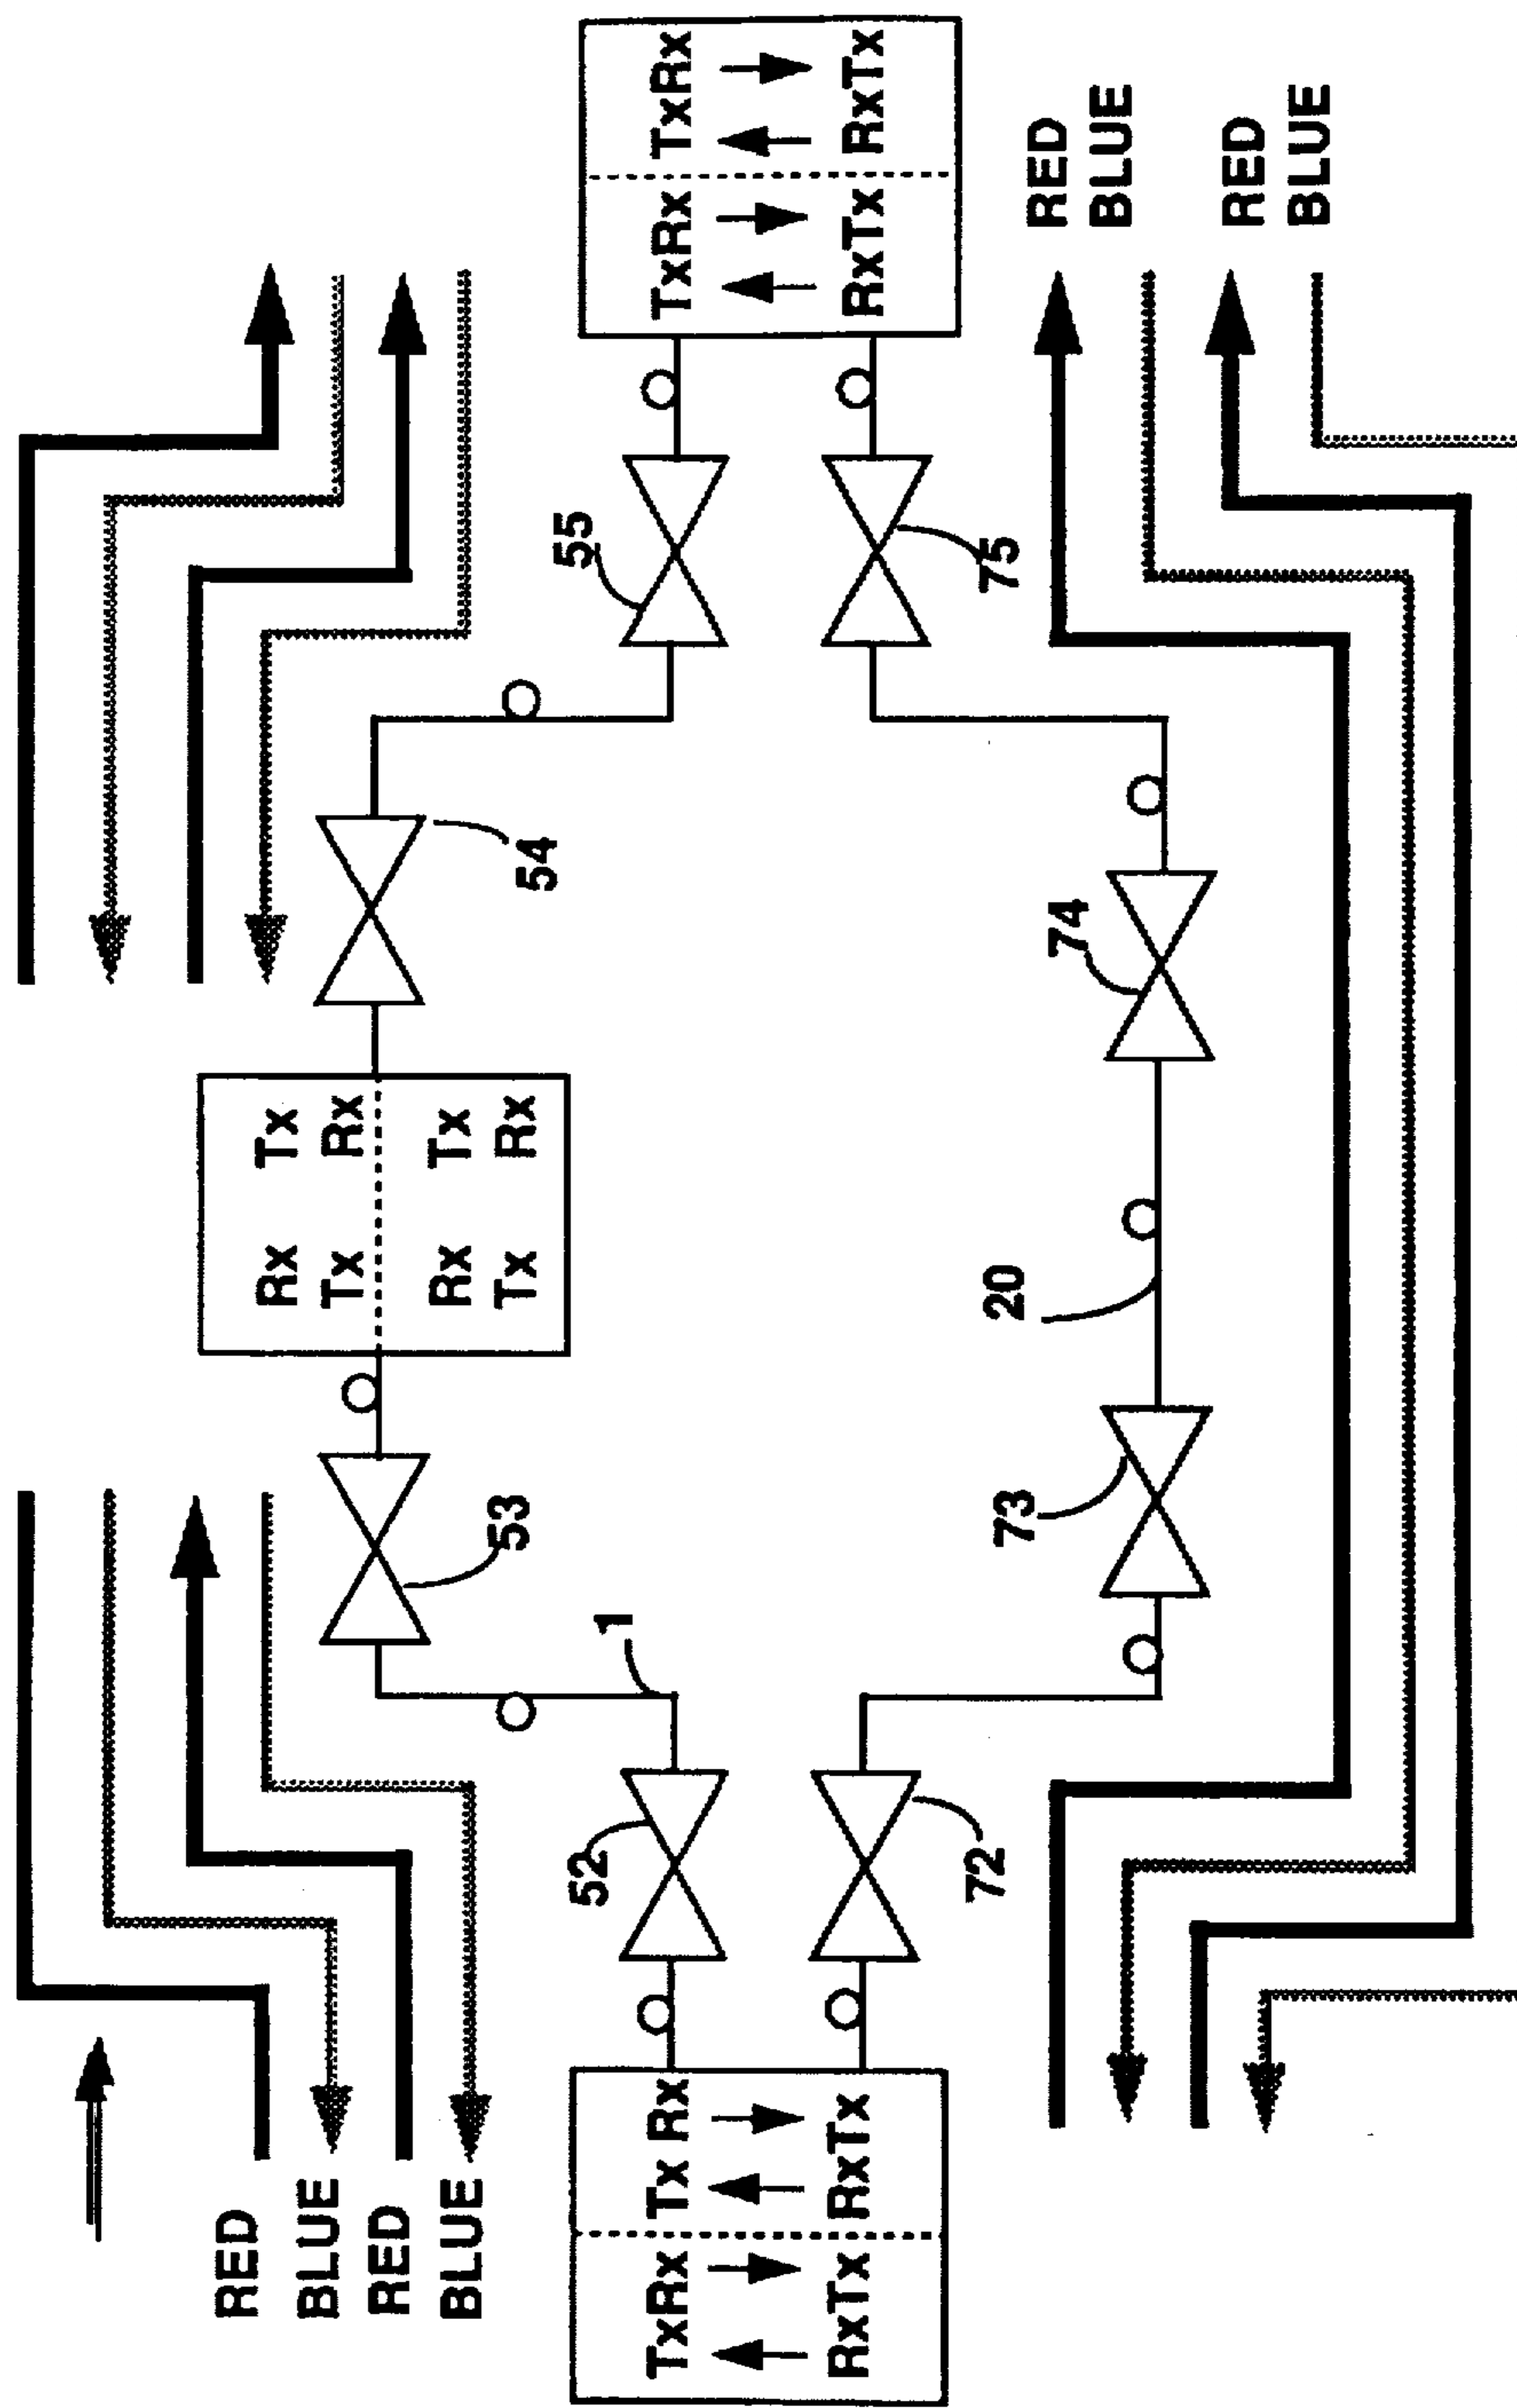 RED
BLUE
RED
BLUE
Rx Tx
Tx Rx
Rx Tx
Tx Rx
53
54
52
1
55
TxRx Tx Rx
TxRx TxRx
RxTx RxTx
RxTx RxTx
72
73
20
74
75
RED
BLUE
RED
BLUE